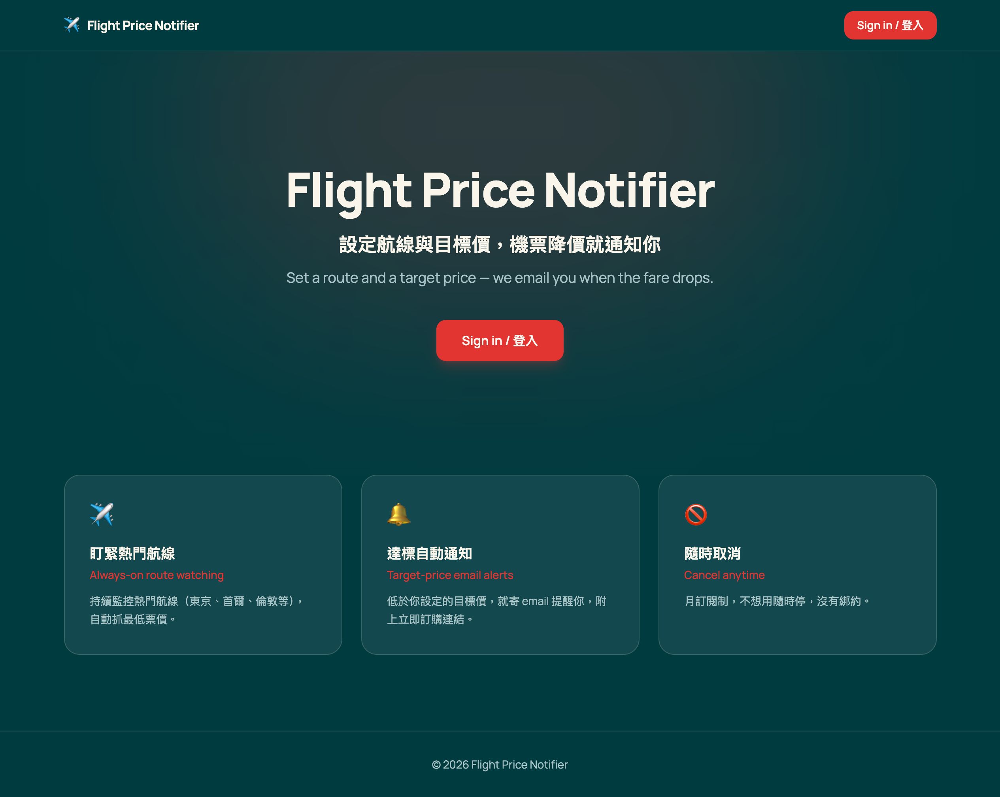 Flight Price Notifier
Sign in / 登入
Flight Price Notifier
設定航線與目標價，機票降價就通知你
Set a route and a target price — we email you when the fare drops.
Sign in / 登入
盯緊熱門航線
Always-on route watching
持續監控熱門航線（東京、首爾、倫敦等），
自動抓最低票價。
達標自動通知
Target-price email alerts
低於你設定的目標價，就寄 email 提醒你，附
上立即訂購連結。
隨時取消
Cancel anytime
月訂閱制，不想用隨時停，沒有綁約。
© 2026 Flight Price Notifier